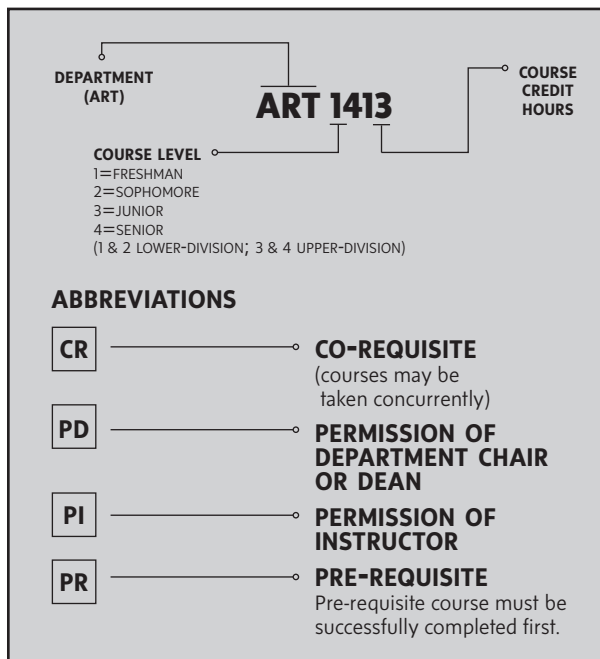 DEPARTMENT
(ART)
ART 1413
COURSE
CREDIT
HOURS
COURSE LEVEL
1=FRESHMAN
2=SOPHOMORE
3=JUNIOR
4=SENIOR
(1 & 2 LOWER-DIVISION; 3 & 4 UPPER-DIVISION)
ABBREVIATIONS
CR
CO-REQUISITE
(courses may be
taken concurrently)
PD
PERMISSION OF
DEPARTMENT CHAIR
OR DEAN
PI
PERMISSION OF
INSTRUCTOR
PR
PRE-REQUISITE
Pre-requisite course must be
successfully completed first.